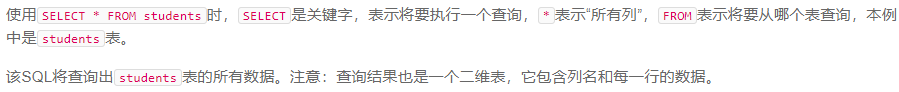 使用SELECT * FROM students时，SELECT是关键字，表示将要执行一个查询，*表示“所有列”，FROM表示将要从哪个表查询，本例
中是students表。
该SQL将查询出students表的所有数据。注意：查询结果也是一个二维表，它包含列名和每一行的数据。